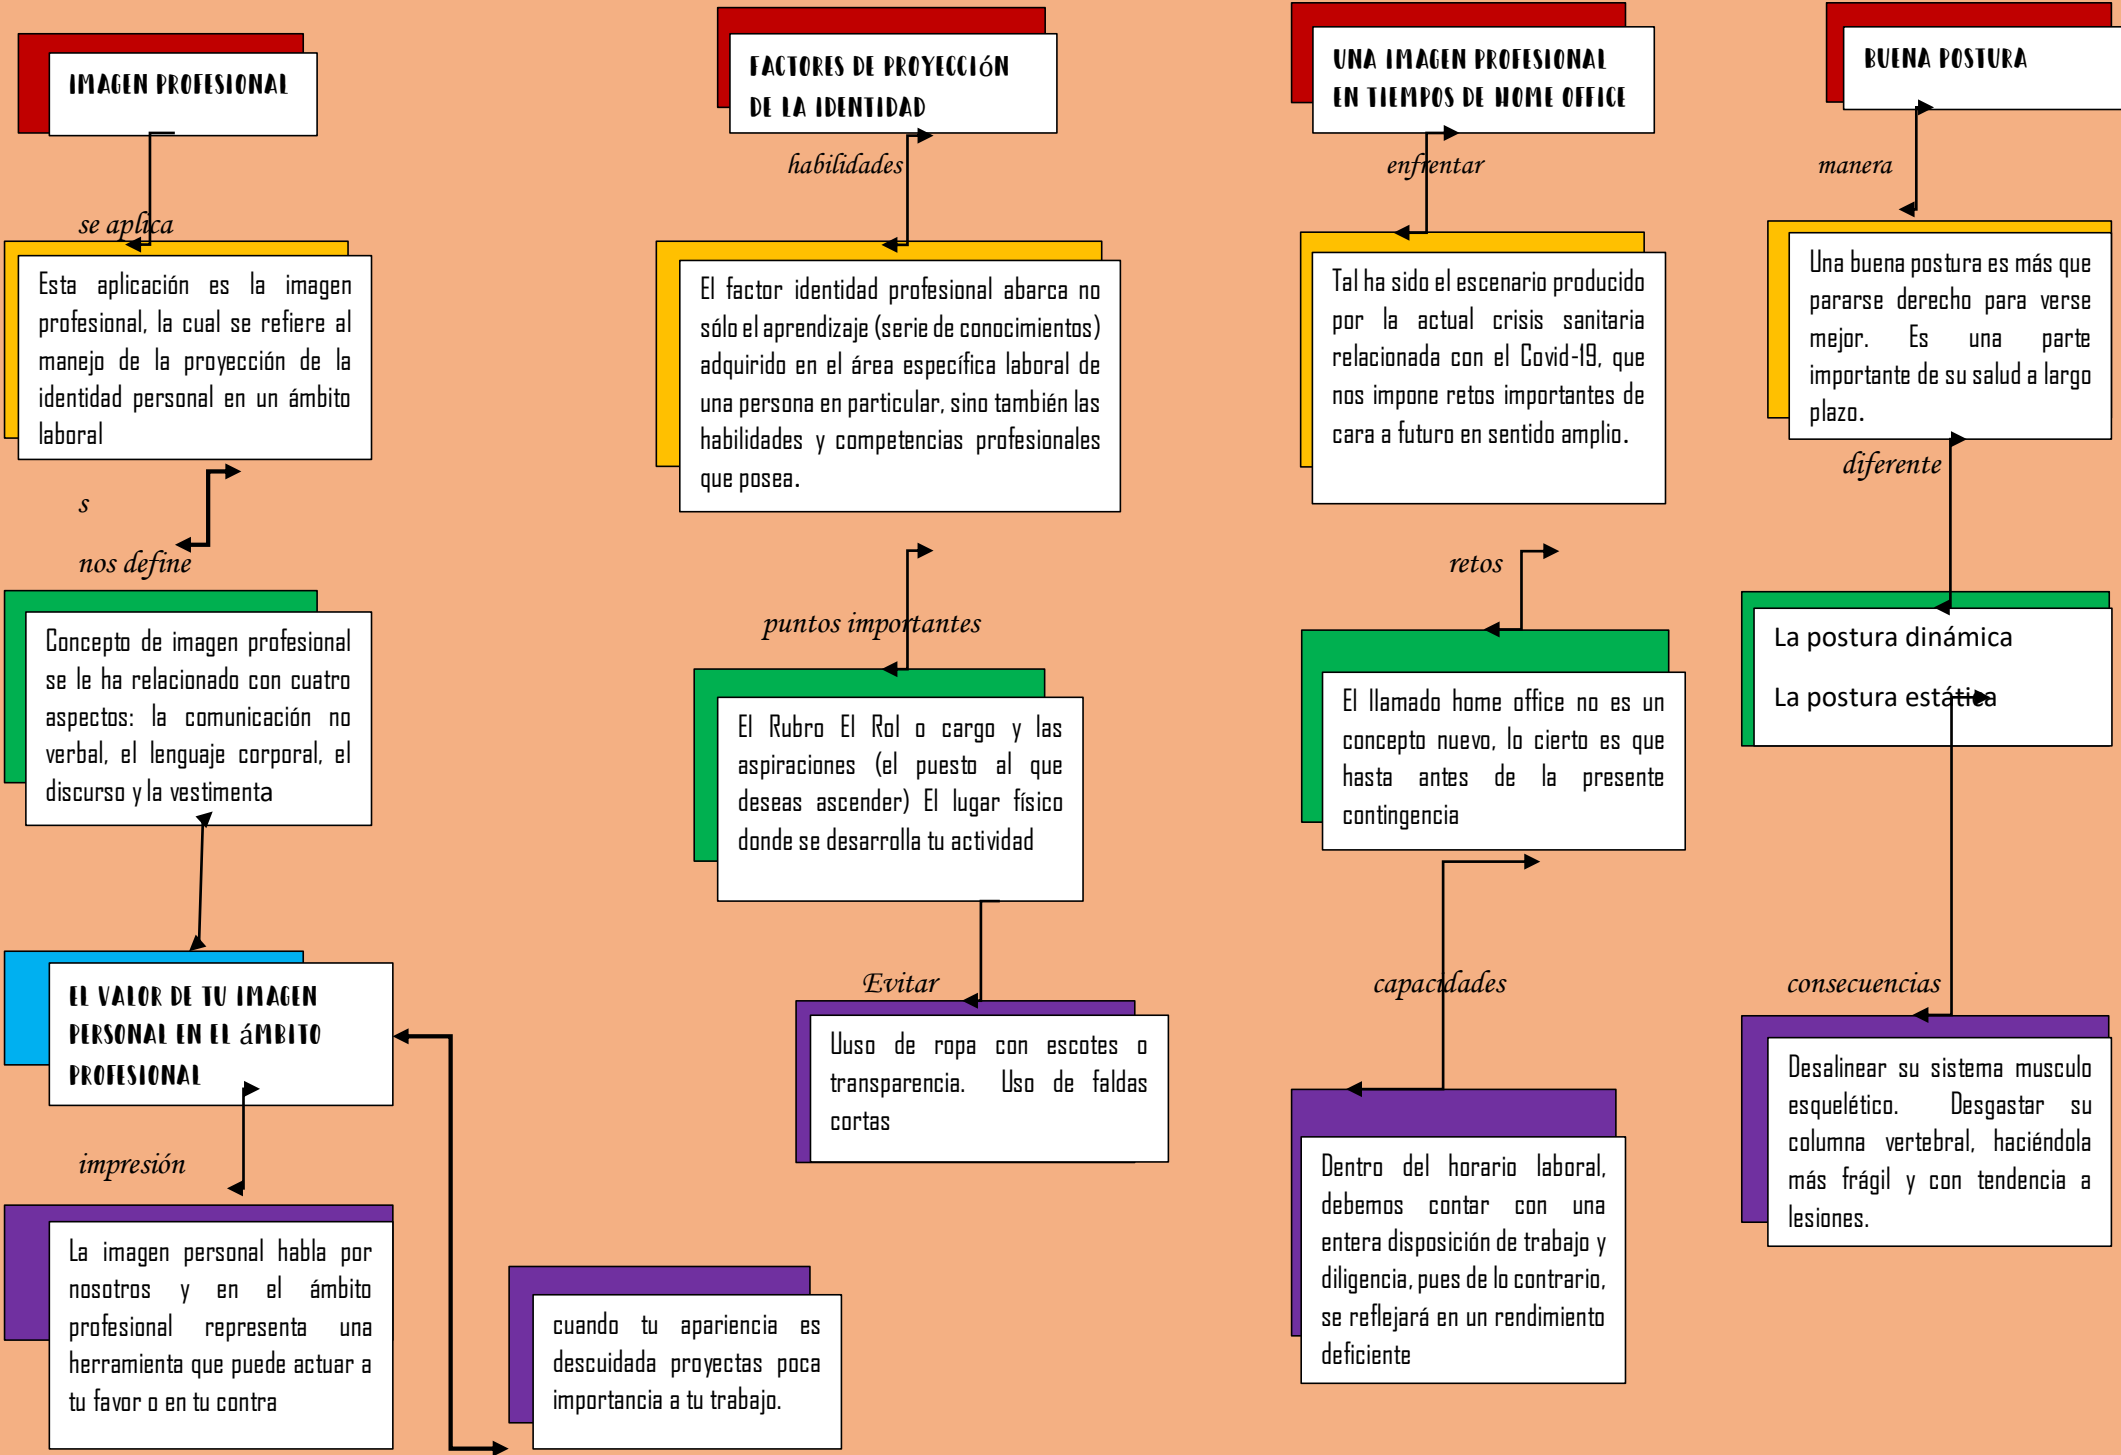 IMAGEN PROFESIONAL
se aplica
Esta aplicación es la imagen
profesional, la cual se refiere al
manejo de la proyección de la
identidad personal en un ámbito
laboral
s
nos define
Concepto de imagen profesional
se le ha relacionado con cuatro
aspectos: la comunicación no
verbal, el lenguaje corporal, el
discurso y la vestimenta
EL VALOR DE TU IMAGEN
PERSONAL EN EL áMBITO
PROFESIONAL
impresión
La imagen personal habla por
nosotros y en el ámbito
profesional representa una
herramienta que puede actuar a
tu favor o en tu contra
cuando tu apariencia es
descuidada proyectas poca
importancia a tu trabajo.
FACTORES DE PROYECCIóN
DE LA IDENTIDAD
habilidades
El factor identidad profesional abarca no
sólo el aprendizaje (serie de conocimientos)
adquirido en el área específica laboral de
una persona en particular, sino también las
habilidades y competencias profesionales
que posea.
puntos importantes
El Rubro El Rol o cargo y las
aspiraciones (el puesto al que
deseas ascender) El lugar físico
donde se desarrolla tu actividad
Evitar
Uuso de ropa con escotes o
transparencia. Uso de faldas
cortas
UNA IMAGEN PROFESIONAL
EN TIEMPOS DE HOME OFFICE
enfrentar
Tal ha sido el escenario producido
por la actual crisis sanitaria
relacionada con el Covid-19, que
nos impone retos importantes de
cara a futuro en sentido amplio.
retos
El llamado home office no es un
concepto nuevo, lo cierto es que
hasta antes de la presente
contingencia
capacidades
Dentro del horario laboral,
debemos contar con una
entera disposición de trabajo y
diligencia, pues de lo contrario,
se reflejará en un rendimiento
deficiente
BUENA POSTURA
manera
Una buena postura es más que
pararse derecho para verse
mejor. Es una parte
importante de su salud a largo
plazo.
diferente
La postura dinámica
La postura estática
consecuencias
Desalinear su sistema musculo
esquelético. Desgastar su
columna vertebral, haciéndola
más frágil y con tendencia a
lesiones.